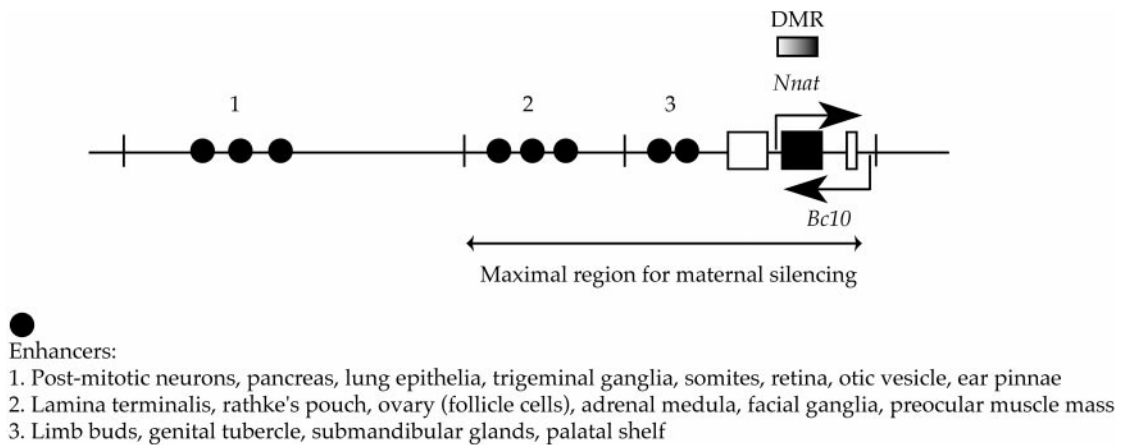 DMR
Nnat
1 2 3
Bc10
Maximal region for maternal silencing
Enhancers:
1. Post-mitotic neurons, pancreas, lung epithelia, trigeminal ganglia, somites, retina, otic vesicle, ear pinnae
2. Lamina terminalis, rathke's pouch, ovary (follicle cells), adrenal medula, facial ganglia, preocular muscle mass
3. Limb buds, genital tubercle, submandibular glands, palatal shelf